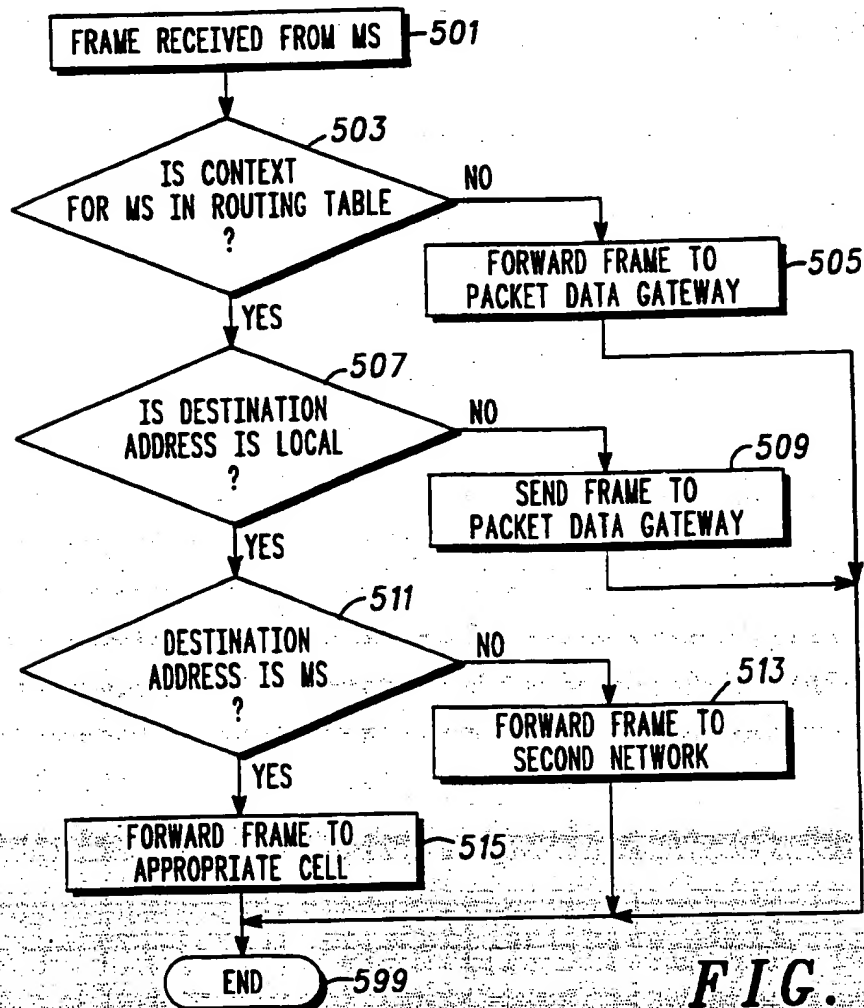 FRAME RECEIVED FROM MS
501
503
IS CONTEXT
FOR MS IN ROUTING TABLE
?
NO
FORWARD FRAME TO
PACKET DATA GATEWAY
505
YES
507
IS DESTINATION
ADDRESS IS LOCAL
?
NO
509
SEND FRAME TO
PACKET DATA GATEWAY
YES
511
DESTINATION
ADDRESS IS MS
?
NO
513
FORWARD FRAME TO
SECOND NETWORK
YES
FORWARD FRAME TO
APPROPRIATE CELL
515
END
599
FIG.